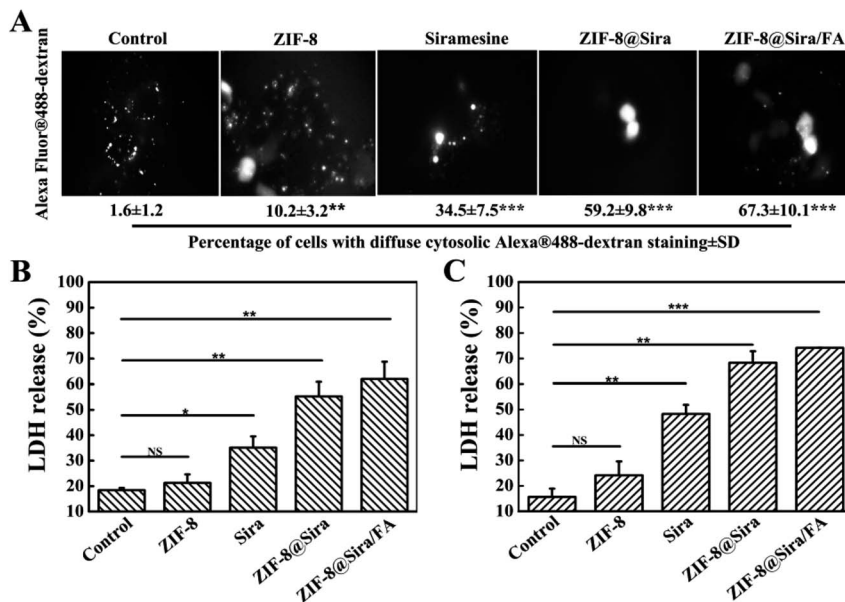 A
Control ZIF-8 Siramesine ZIF-8@Sira ZIF-8@Sira/FA
Alexa Fluor®488-dextran
1.6±1.2 10.2±3.2** 34.5±7.5*** 59.2±9.8*** 67.3±10.1***
Percentage of cells with diffuse cytosolic Alexa®488-dextran staining±SD
B
LDH release (%)
100
90
80
70
60
50
40
30
20
10
**
**
*
NS
Control ZIF-8 Sira ZIF-8@Sira ZIF-8@Sira/FA
C
LDH release (%)
100
90
80
70
60
50
40
30
20
10
***
**
**
NS
Control ZIF-8 Sira ZIF-8@Sira ZIF-8@Sira/FA